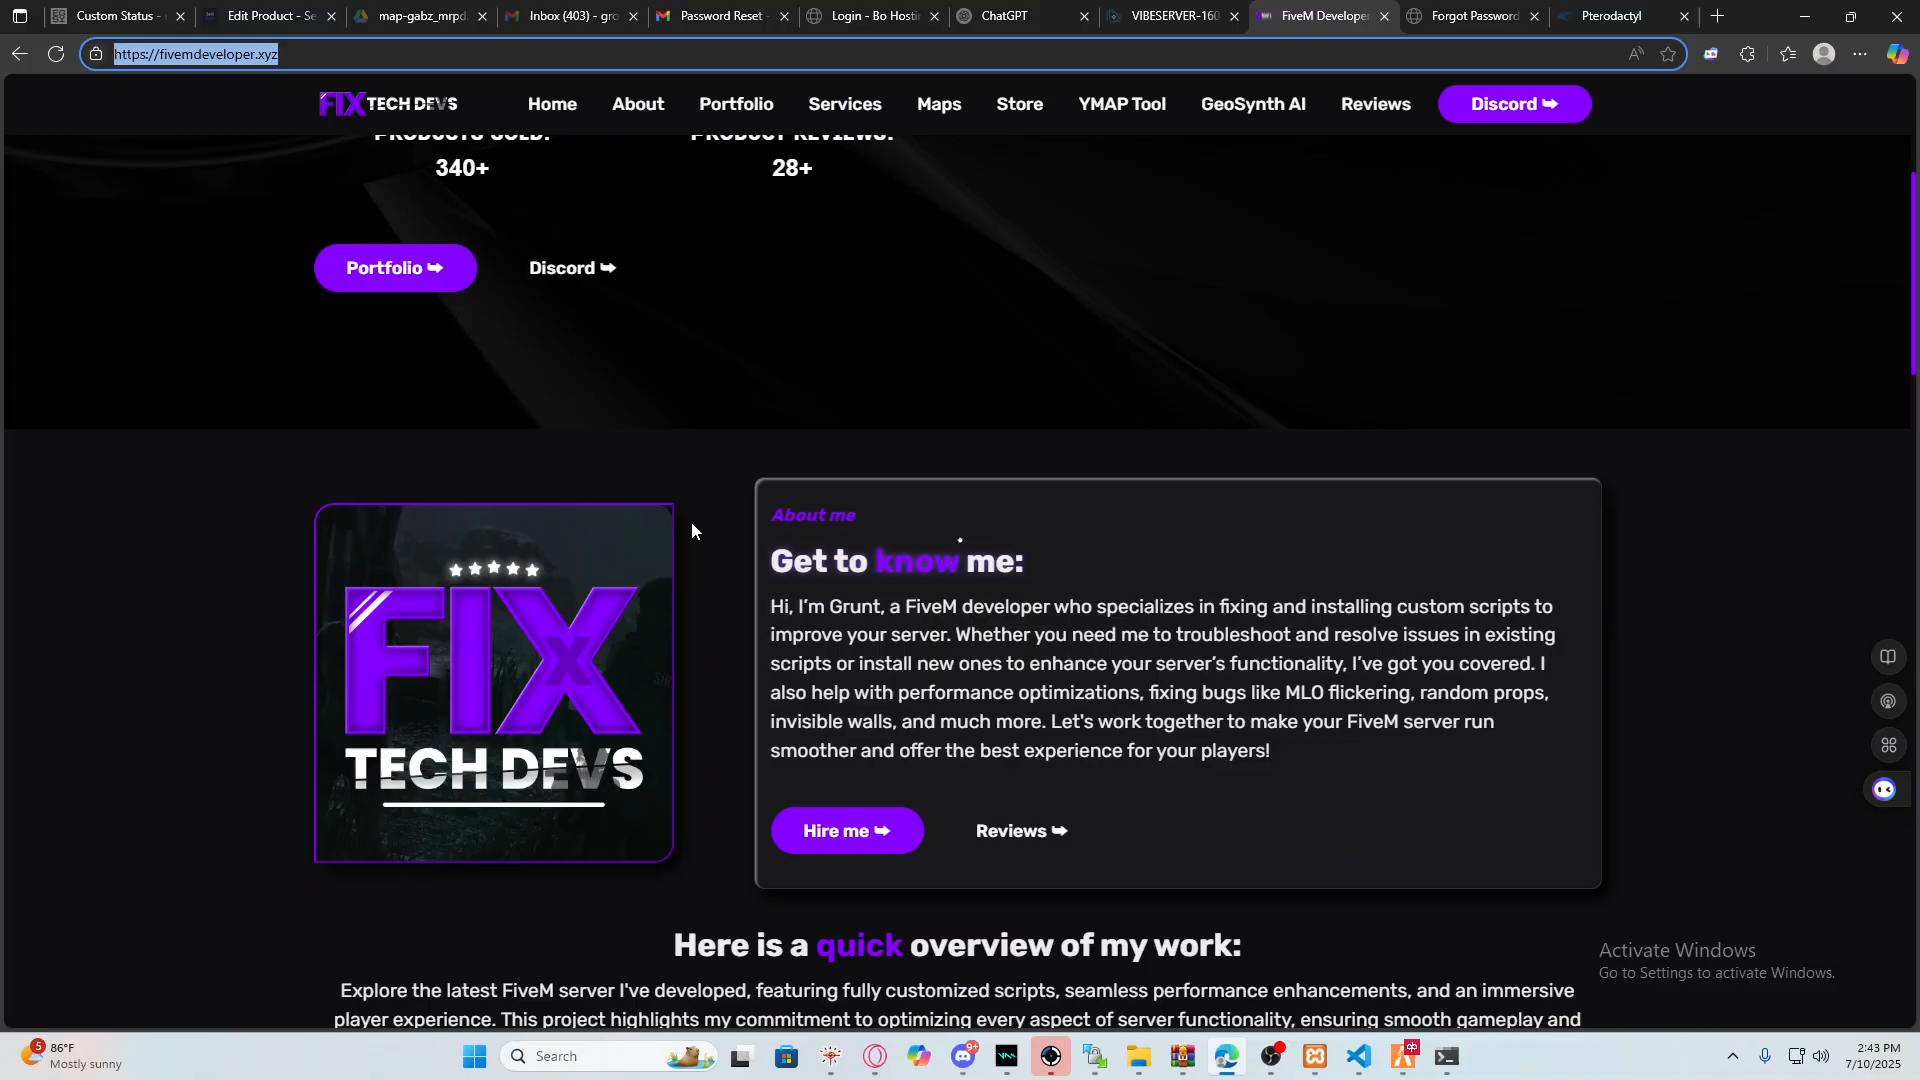 Custom Status -
Edit Product - Se
map-gabz_mrpd.
Inbox (403) - gro
Password Reset -
Login - Bo Hosti
ChatGPT
VIBESERVER-160
FiveM Developer
Forgot Password
Pterodactyl
https://fivemdeveloper.xyz
FIX TECH DEVS
Home
About
Portfolio
Services
Maps
Store
YMAP Tool
GeoSynth AI
Reviews
Discord ➥
PRODUCTS SOLD:
PRODUCT REVIEWS:
340+
28+
Portfolio ➥
Discord ➥
FIX
TECH DEVS
About me
Get to know me:
Hi, I’m Grunt, a FiveM developer who specializes in fixing and installing custom scripts to
improve your server. Whether you need me to troubleshoot and resolve issues in existing
scripts or install new ones to enhance your server’s functionality, I’ve got you covered. I
also help with performance optimizations, fixing bugs like MLO flickering, random props,
invisible walls, and much more. Let's work together to make your FiveM server run
smoother and offer the best experience for your players!
Hire me ➥
Reviews ➥
Here is a quick overview of my work:
Explore the latest FiveM server I've developed, featuring fully customized scripts, seamless performance enhancements, and an immersive
player experience. This project highlights my commitment to optimizing every aspect of server functionality, ensuring smooth gameplay and
Activate Windows
Go to Settings to activate Windows.
5
86°F
Mostly sunny
Search
9+
2:43 PM
7/10/2025